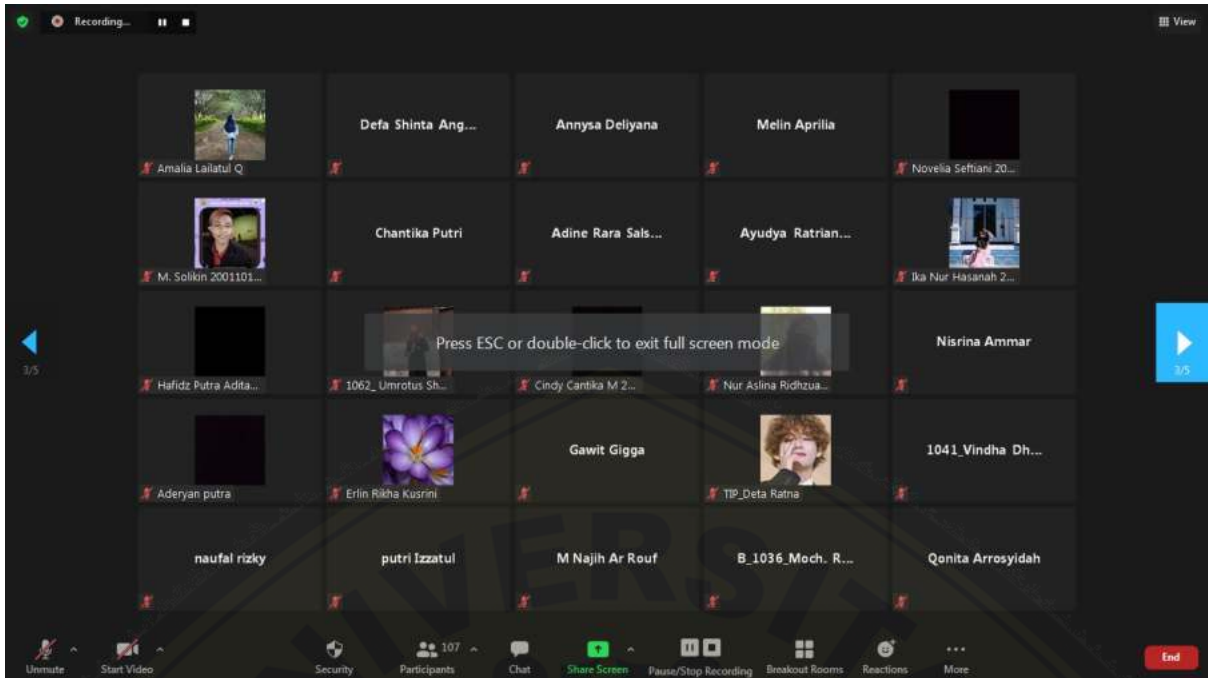 Recording...
View
Amalia Lailatul Q
Defa Shinta Ang...
Annysa Deliyana
Melin Aprilia
Novelia Seftiani 20...
M. Solikin 2001101...
Chantika Putri
Adine Rara Sals...
Ayudya Ratrian...
Ika Nur Hasanah 2...
Press ESC or double-click to exit full screen mode
3/5
3/5
Hafidz Putra Adita...
1062_ Umrotus Sh...
Cindy Cantika M 2...
Nur Aslina Ridhzua...
Nisrina Ammar
Aderyan putra
Erlin Rikha Kusrini
Gawit Gigga
TIP_Deta Ratna
1041_Vindha Dh...
naufal rizky
putri Izzatul
M Najih Ar Rouf
B_1036_Moch. R...
Qonita Arrosyidah
UNIVERSIT
Unmute
Start Video
Security
107
Participants
Chat
Share Screen
Pause/Stop Recording
Breakout Rooms
Reactions
More
End